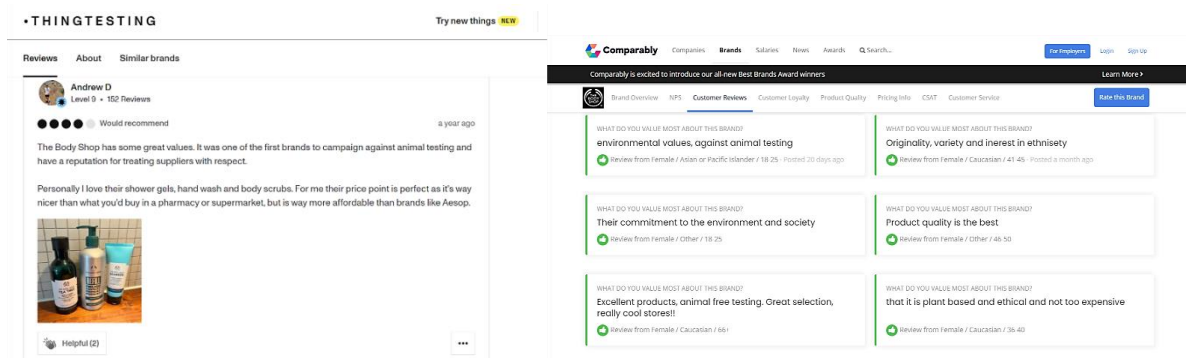 •THINGTESTING
Try new things NEW
Reviews About Similar brands
Andrew D
Level 9 • 152 Reviews
Would recommend
a year ago
The Body Shop has some great values. It was one of the first brands to campaign against animal testing and
have a reputation for treating suppliers with respect.
Personally I love their shower gels, hand wash and body scrubs. For me their price point is perfect as it's way
nicer than what you'd buy in a pharmacy or supermarket, but is way more affordable than brands like Aesop.
Helpful (2)
•••
Comparably
Companies Brands Salaries News Awards Search...
For Employers Login Sign Up
Comparably is excited to introduce our all-new Best Brands Award winners
Learn More >
THE BODY SHOP
Brand Overview NPS Customer Reviews Customer Loyalty Product Quality Pricing Info CSAT Customer Service
Rate this Brand
WHAT DO YOU VALUE MOST ABOUT THIS BRAND?
environmental values, against animal testing
Review from Female / Asian or Pacific Islander / 18-25 · Posted 20 days ago
WHAT DO YOU VALUE MOST ABOUT THIS BRAND?
Originality, variety and inerest in ethnisety
Review from Female / Caucasian / 41-45 · Posted a month ago
WHAT DO YOU VALUE MOST ABOUT THIS BRAND?
Their commitment to the environment and society
Review from Female / Other / 18-25
WHAT DO YOU VALUE MOST ABOUT THIS BRAND?
Product quality is the best
Review from Female / Other / 46-50
WHAT DO YOU VALUE MOST ABOUT THIS BRAND?
Excellent products, animal free testing. Great selection,
really cool stores!!
Review from Female / Caucasian / 66+
WHAT DO YOU VALUE MOST ABOUT THIS BRAND?
that it is plant based and ethical and not too expensive
Review from Female / Caucasian / 36-40